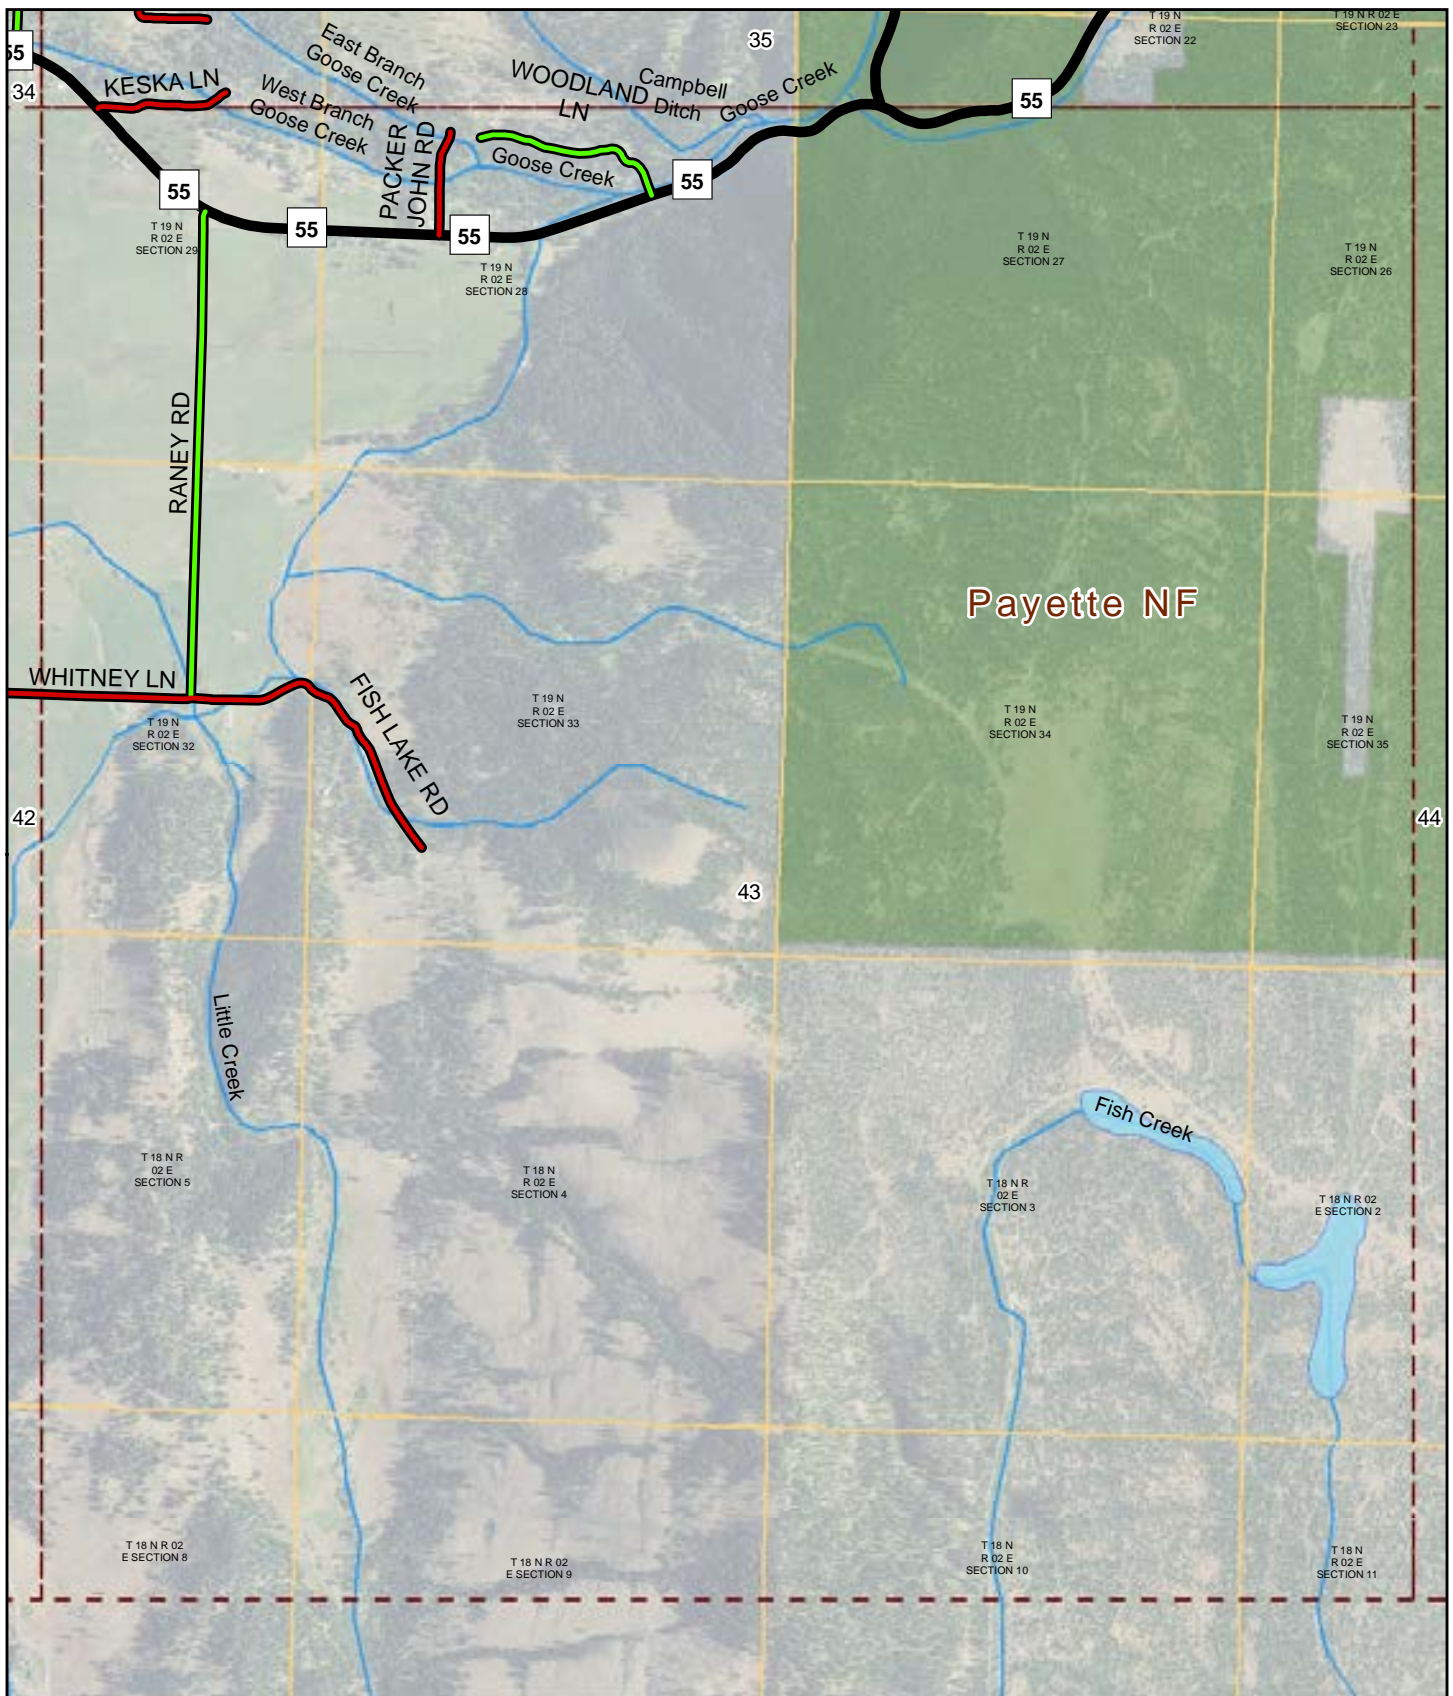 T 19 N
R 02 E
SECTION 22
T 19 N R 02 E
SECTION 23
35
55
34
KESKA LN
East Branch
Goose Creek
West Branch
Goose Creek
WOODLAND
LN
Campbell
Ditch
Goose Creek
55
PACKER
JOHN RD
Goose Creek
55
55
55
55
T 19 N
R 02 E
SECTION 29
T 19 N
R 02 E
SECTION 28
T 19 N
R 02 E
SECTION 27
T 19 N
R 02 E
SECTION 26
RANEY RD
Payette NF
WHITNEY LN
FISH LAKE RD
T 19 N
R 02 E
SECTION 32
T 19 N
R 02 E
SECTION 33
T 19 N
R 02 E
SECTION 34
T 19 N
R 02 E
SECTION 35
42
44
43
Little Creek
Fish Creek
T 18 N R
02 E
SECTION 5
T 18 N
R 02 E
SECTION 4
T 18 N R
02 E
SECTION 3
T 18 N R 02
E SECTION 2
T 18 N R 02
E SECTION 8
T 18 N R 02
E SECTION 9
T 18 N
R 02 E
SECTION 10
T 18 N
R 02 E
SECTION 11